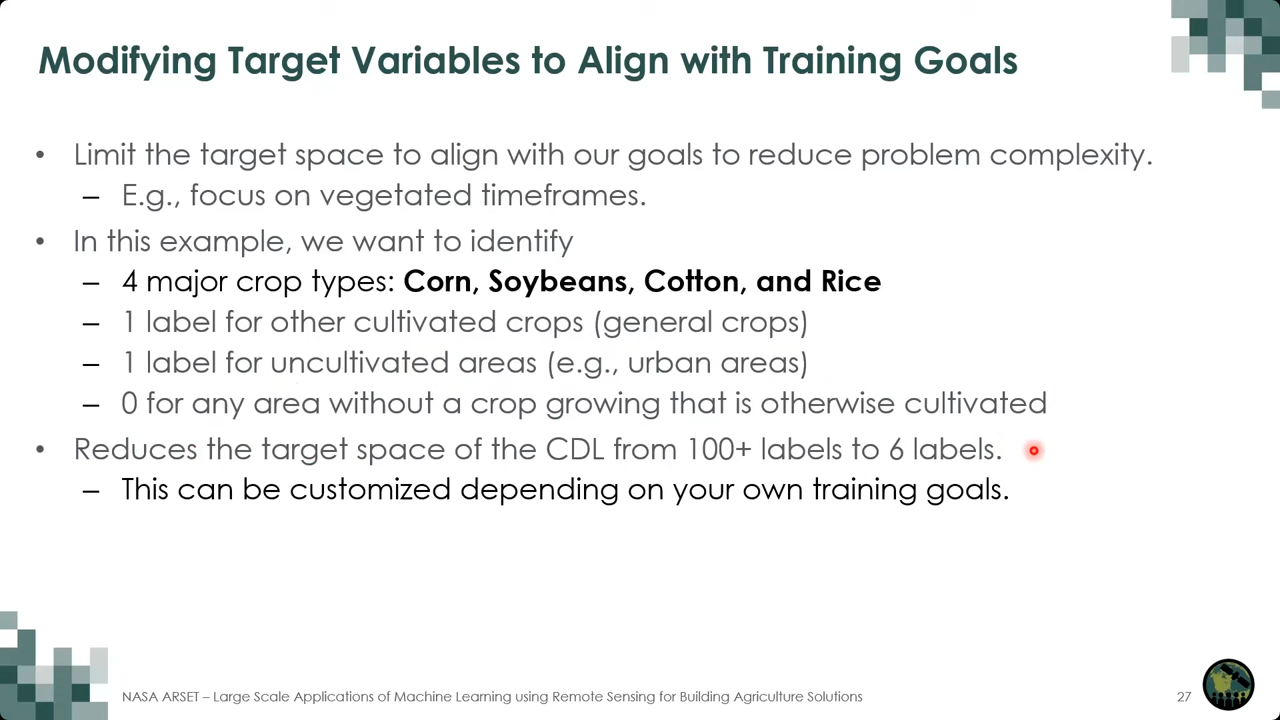 Modifying Target Variables to Align with Training Goals
• Limit the target space to align with our goals to reduce problem complexity.
– E.g., focus on vegetated timeframes.
• In this example, we want to identify
– 4 major crop types: Corn, Soybeans, Cotton, and Rice
– 1 label for other cultivated crops (general crops)
– 1 label for uncultivated areas (e.g., urban areas)
– 0 for any area without a crop growing that is otherwise cultivated
• Reduces the target space of the CDL from 100+ labels to 6 labels.
– This can be customized depending on your own training goals.
NASA ARSET – Large Scale Applications of Machine Learning using Remote Sensing for Building Agriculture Solutions
27